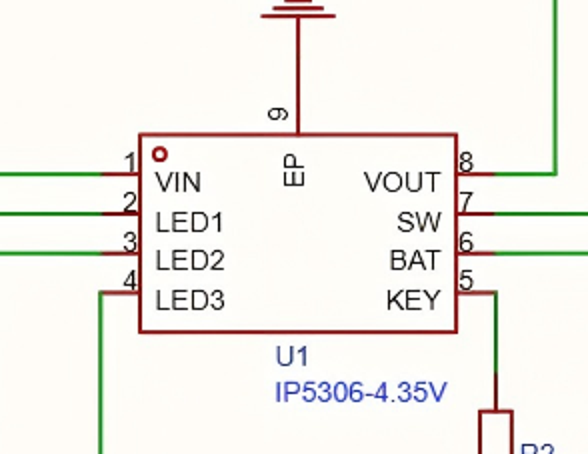 9
EP
1 VIN VOUT 8
2 LED1 SW 7
3 LED2 BAT 6
4 LED3 KEY 5
U1
IP5306-4.35V